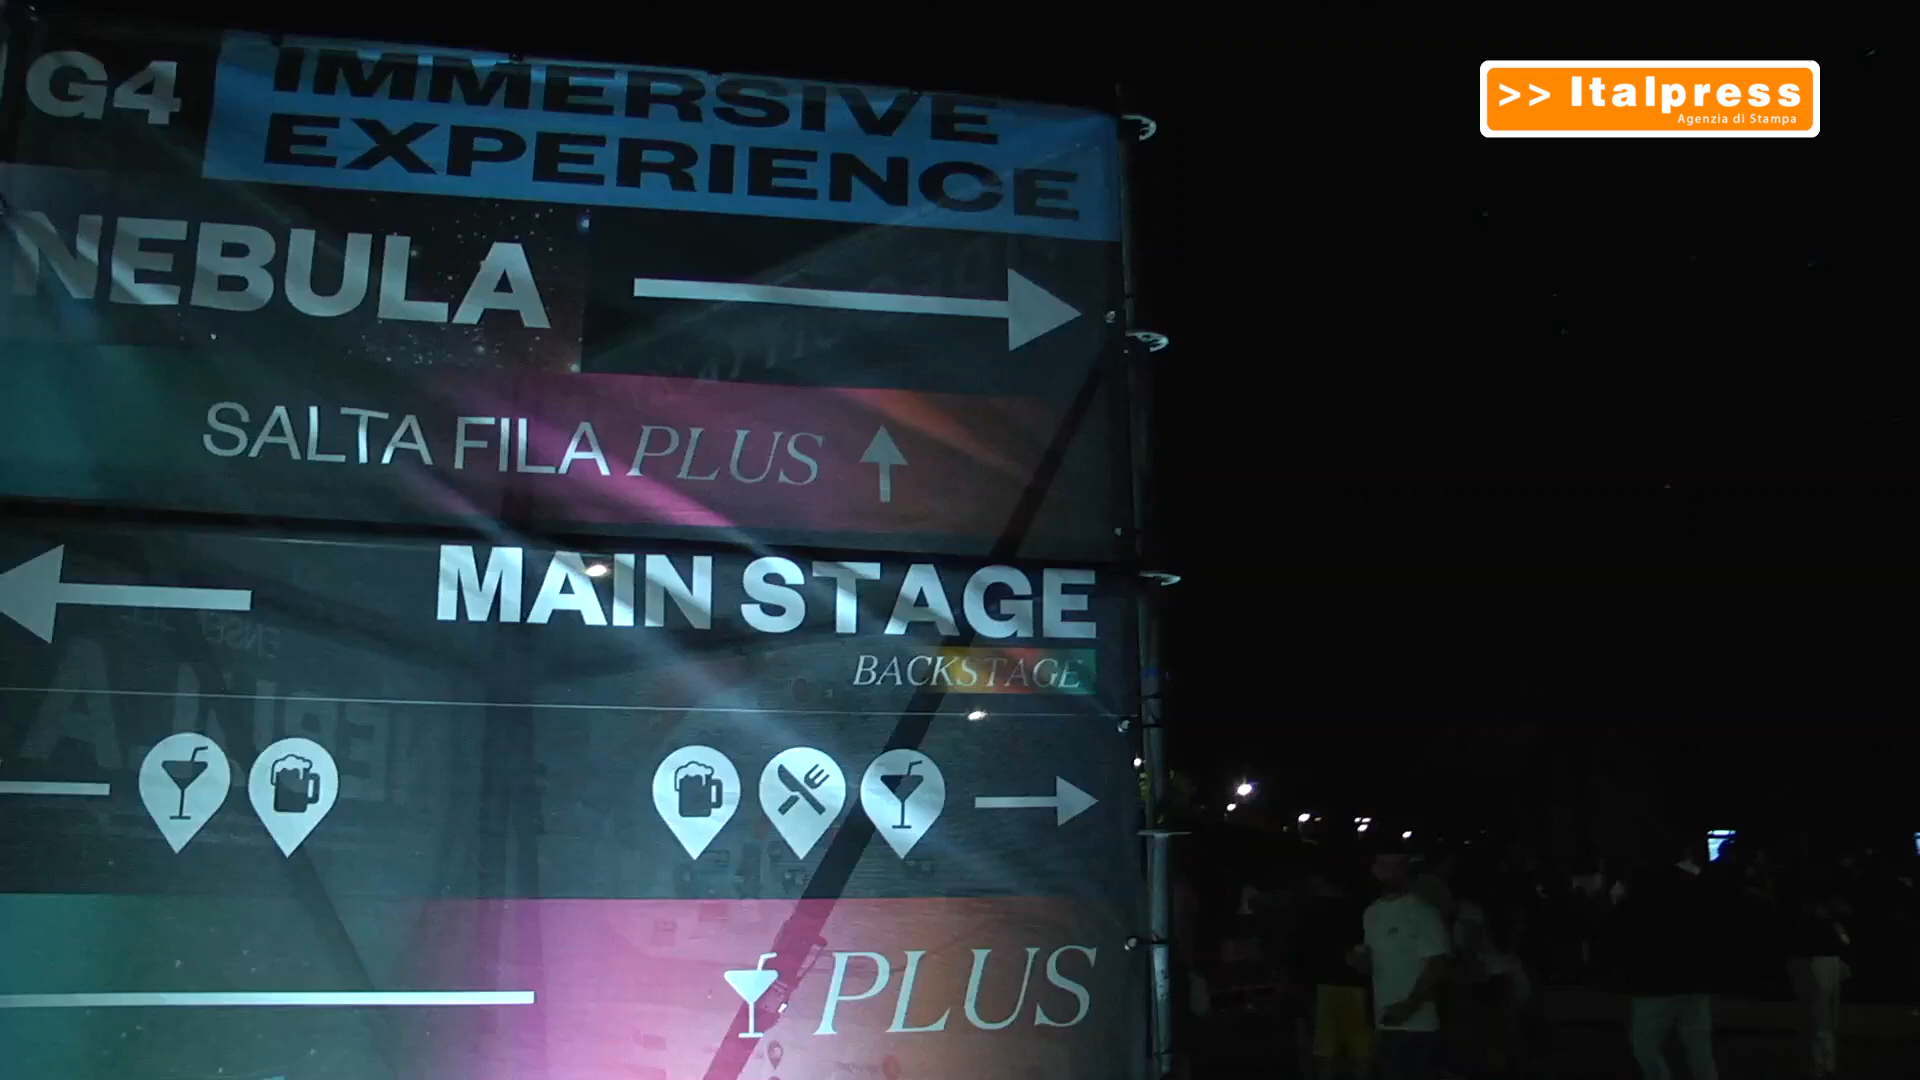 G4
IMMERSIVE
EXPERIENCE
NEBULA
SALTA FILA PLUS
MAIN STAGE
BACKSTAGE
PLUS
>> Italpress
Agenzia di Stampa